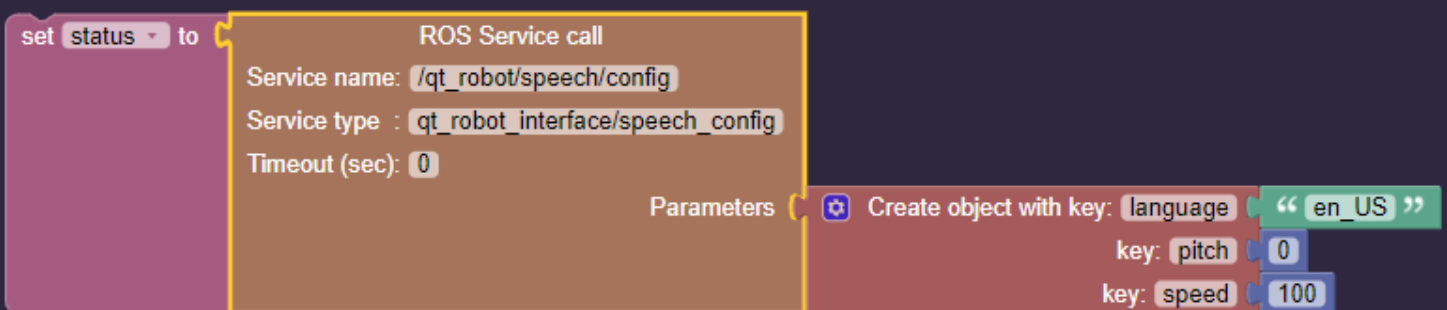 set status to ROS Service call
Service name: /qt_robot/speech/config
Service type : qt_robot_interface/speech_config
Timeout (sec): 0
Parameters Create object with key: language “ en_US ”
key: pitch 0
key: speed 100